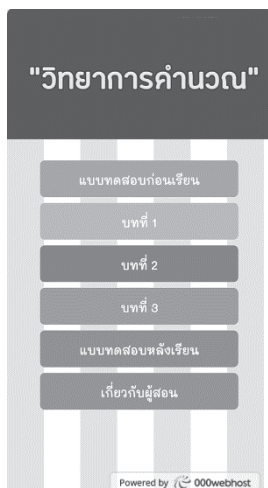 "วิทยาการคำนวณ"
แบบทดสอบก่อนเรียน
บทที่ 1
บทที่ 2
บทที่ 3
แบบทดสอบหลังเรียน
เกี่ยวกับผู้สอน
Powered by 000webhost